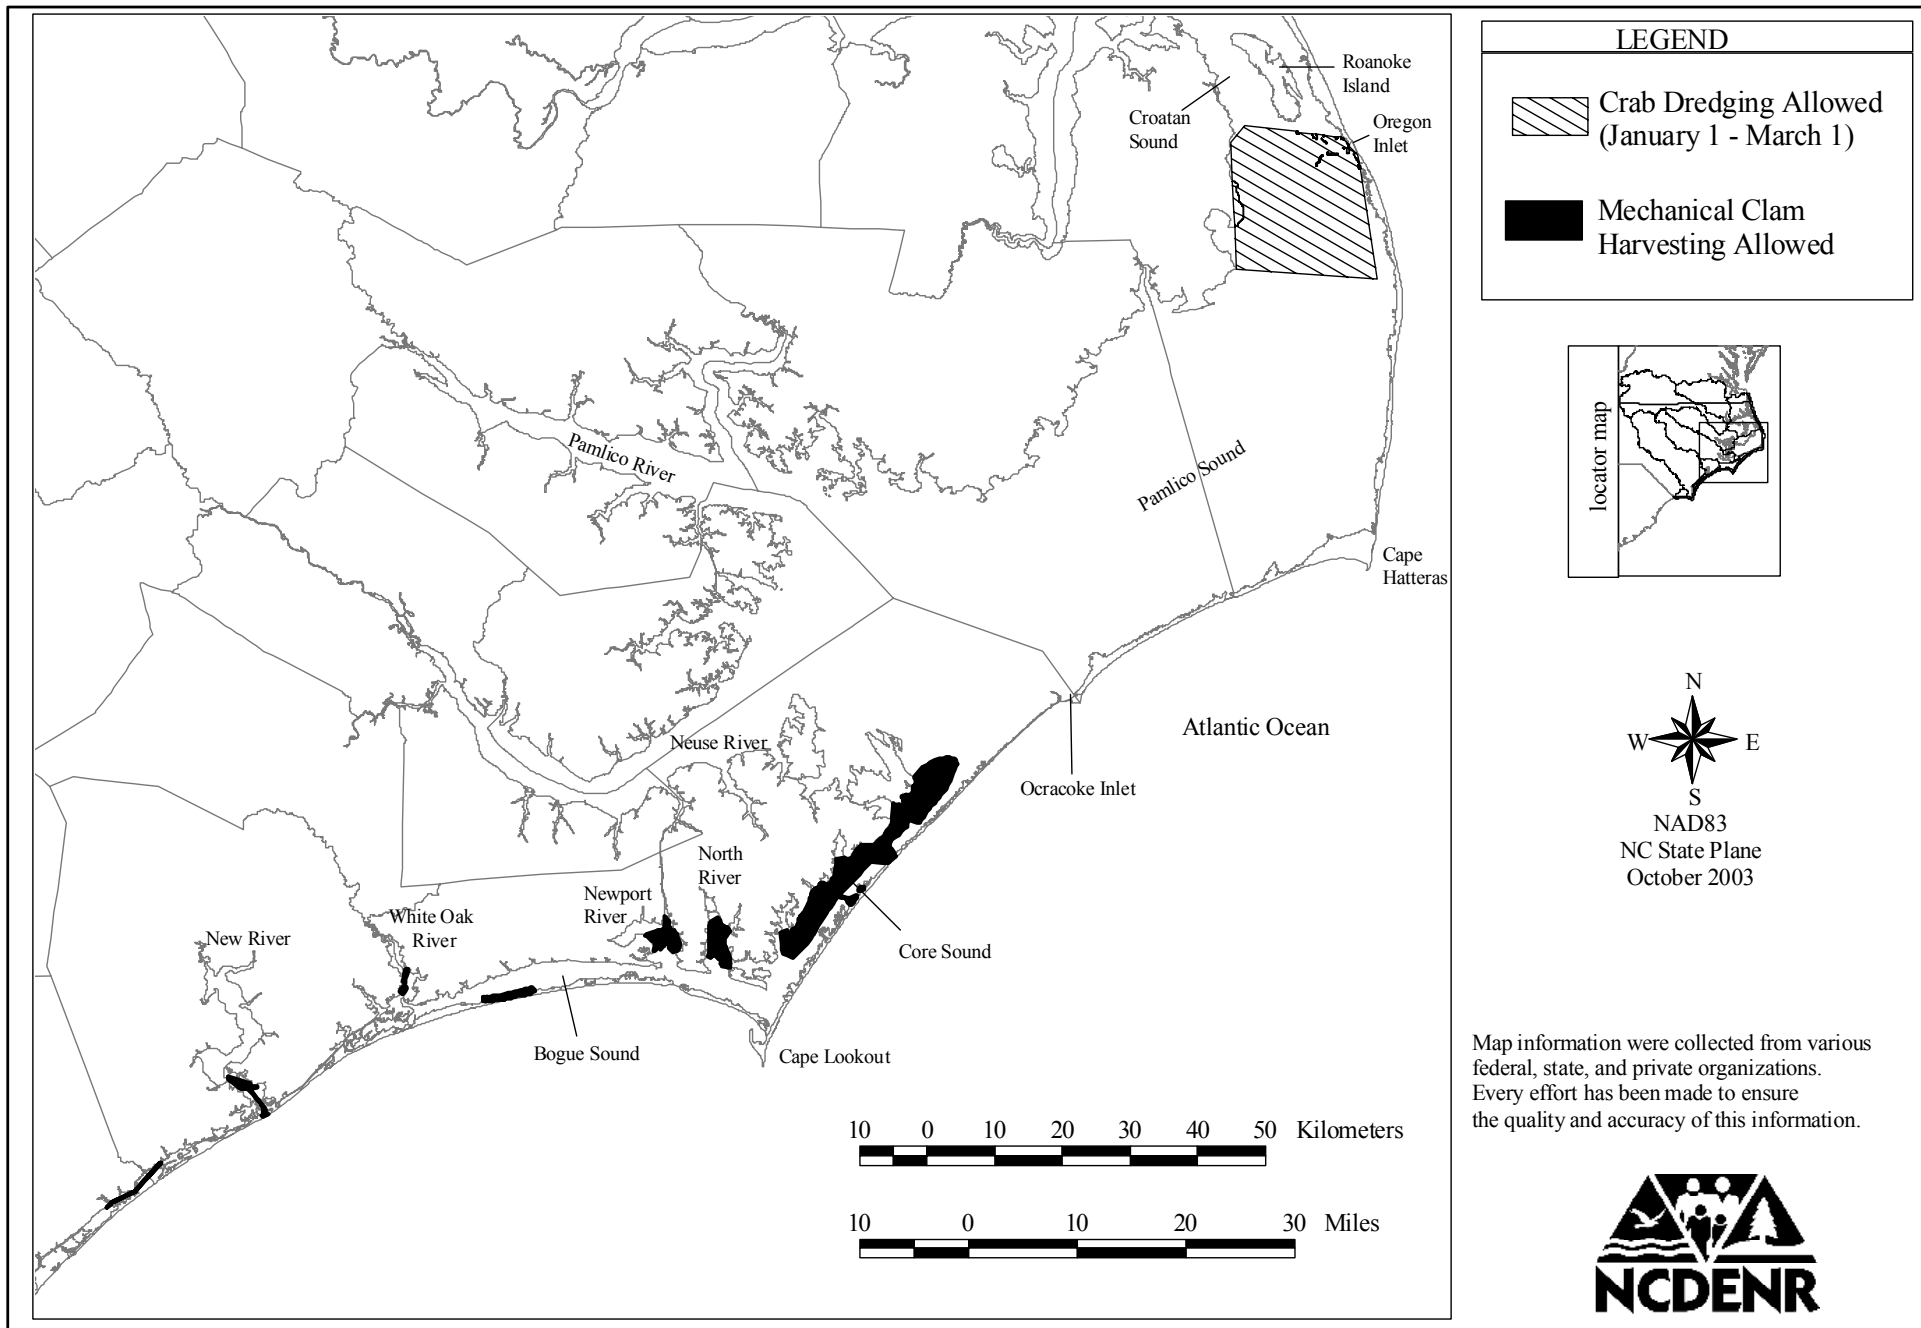 LEGEND
Crab Dredging Allowed
(January 1 - March 1)
Mechanical Clam
Harvesting Allowed
Roanoke
Island
Croatan
Sound
Oregon
Inlet
Pamlico River
Pamlico Sound
Cape
Hatteras
Atlantic Ocean
Neuse River
Ocracoke Inlet
North
River
Newport
River
White Oak
River
New River
Core Sound
Bogue Sound
Cape Lookout
10 0 10 20 30 40 50 Kilometers
10 0 10 20 30 Miles
locator map
N
W E
S
NAD83
NC State Plane
October 2003
Map information were collected from various
federal, state, and private organizations.
Every effort has been made to ensure
the quality and accuracy of this information.
NCDENR